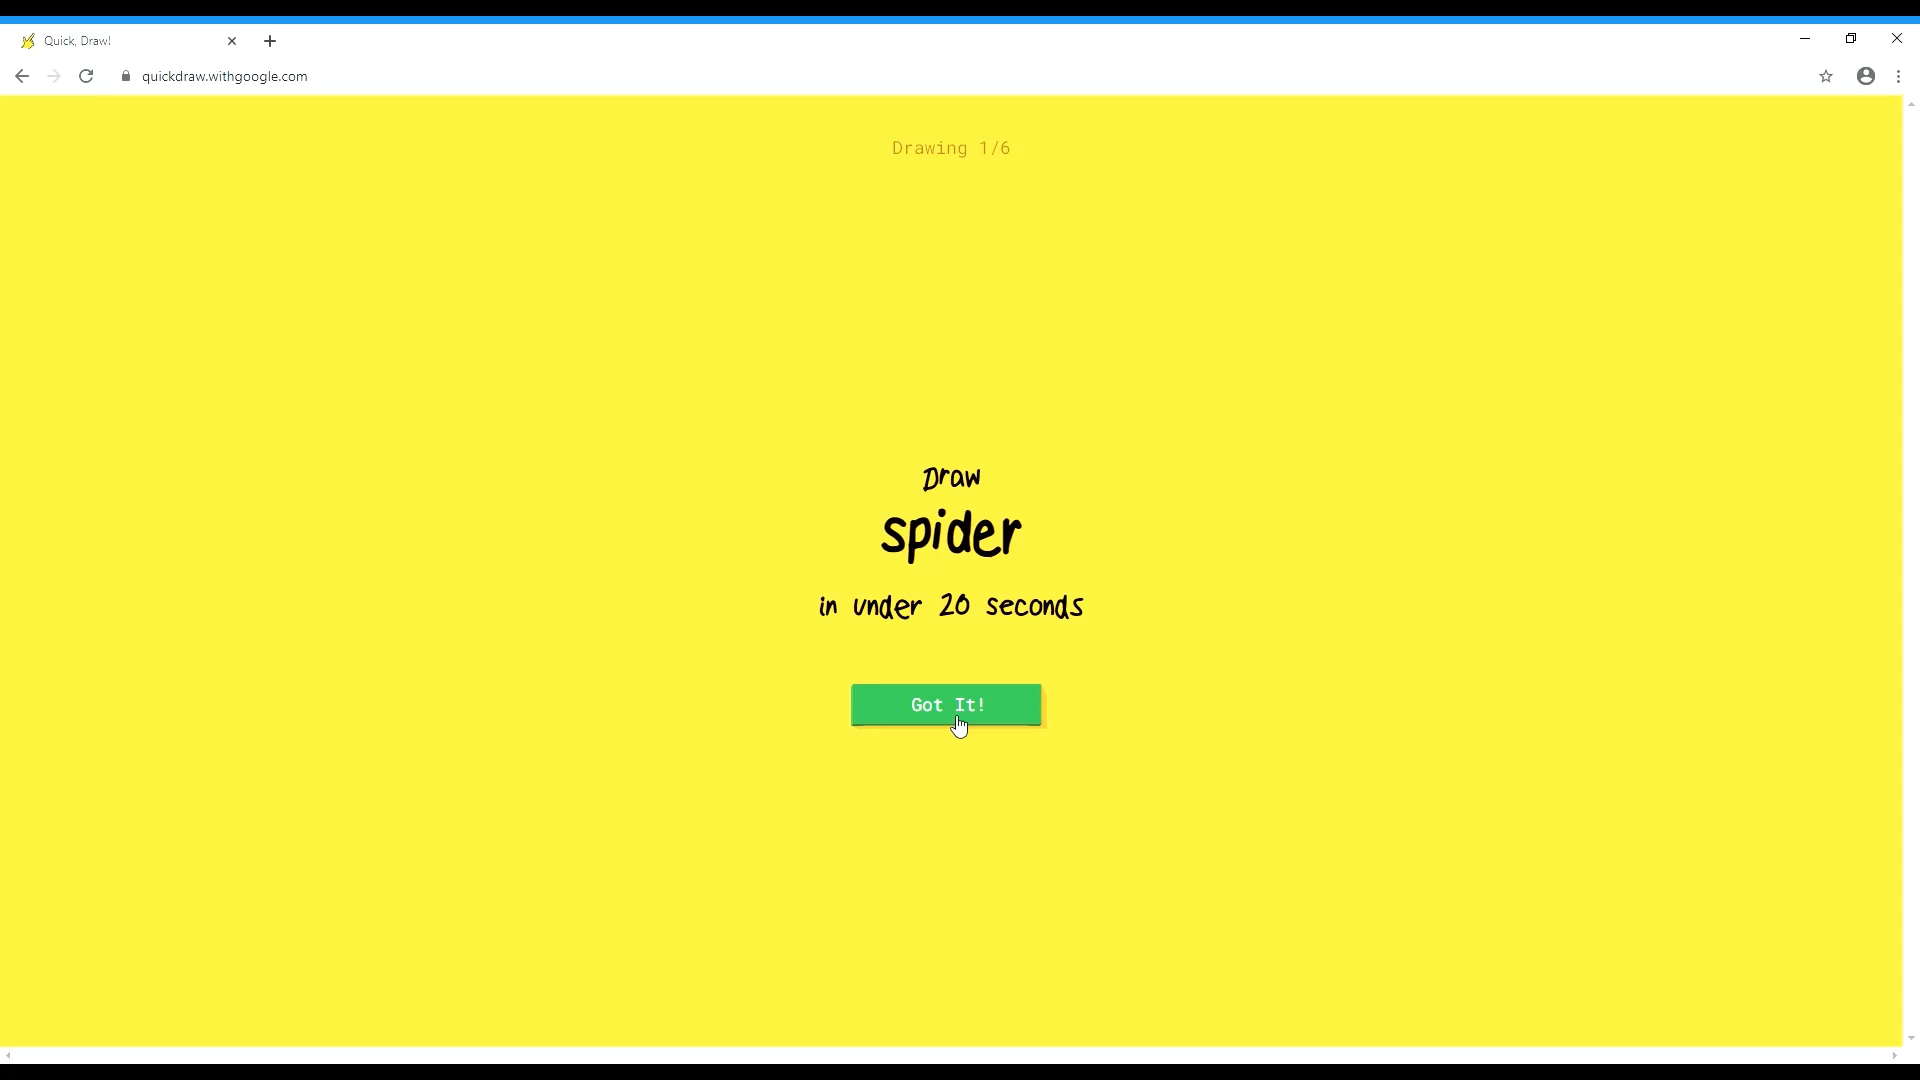 Quick, Draw!
quickdraw.withgoogle.com
Drawing 1/6
Draw
spider
in under 20 seconds
Got It!